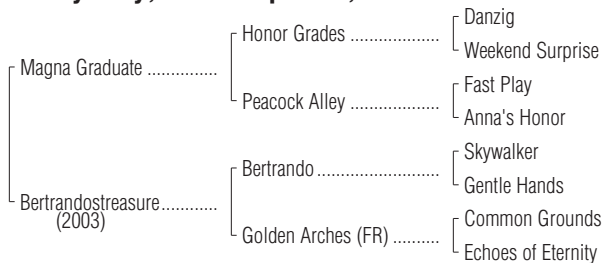 Danzig
Honor Grades ...................
Weekend Surprise
Magna Graduate ...............
Fast Play
Peacock Alley ...................
Anna's Honor
Skywalker
Bertrando..........................
Gentle Hands
Bertrandostreasure............
(2003)
Common Grounds
Golden Arches (FR) ..........
Echoes of Eternity